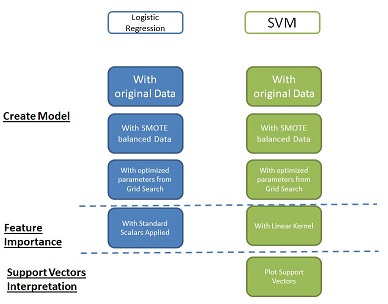 Logistic
Regression
SVM
Create Model
With
original Data
With
original Data
With SMOTE
balanced Data
With SMOTE
balanced Data
With optimized
parameters from
Grid Search
With optimized
parameters from
Grid Search
Feature
Importance
With Standard
Scalars Applied
With Linear Kernel
Support Vectors
Interpretation
Plot Support
Vectors